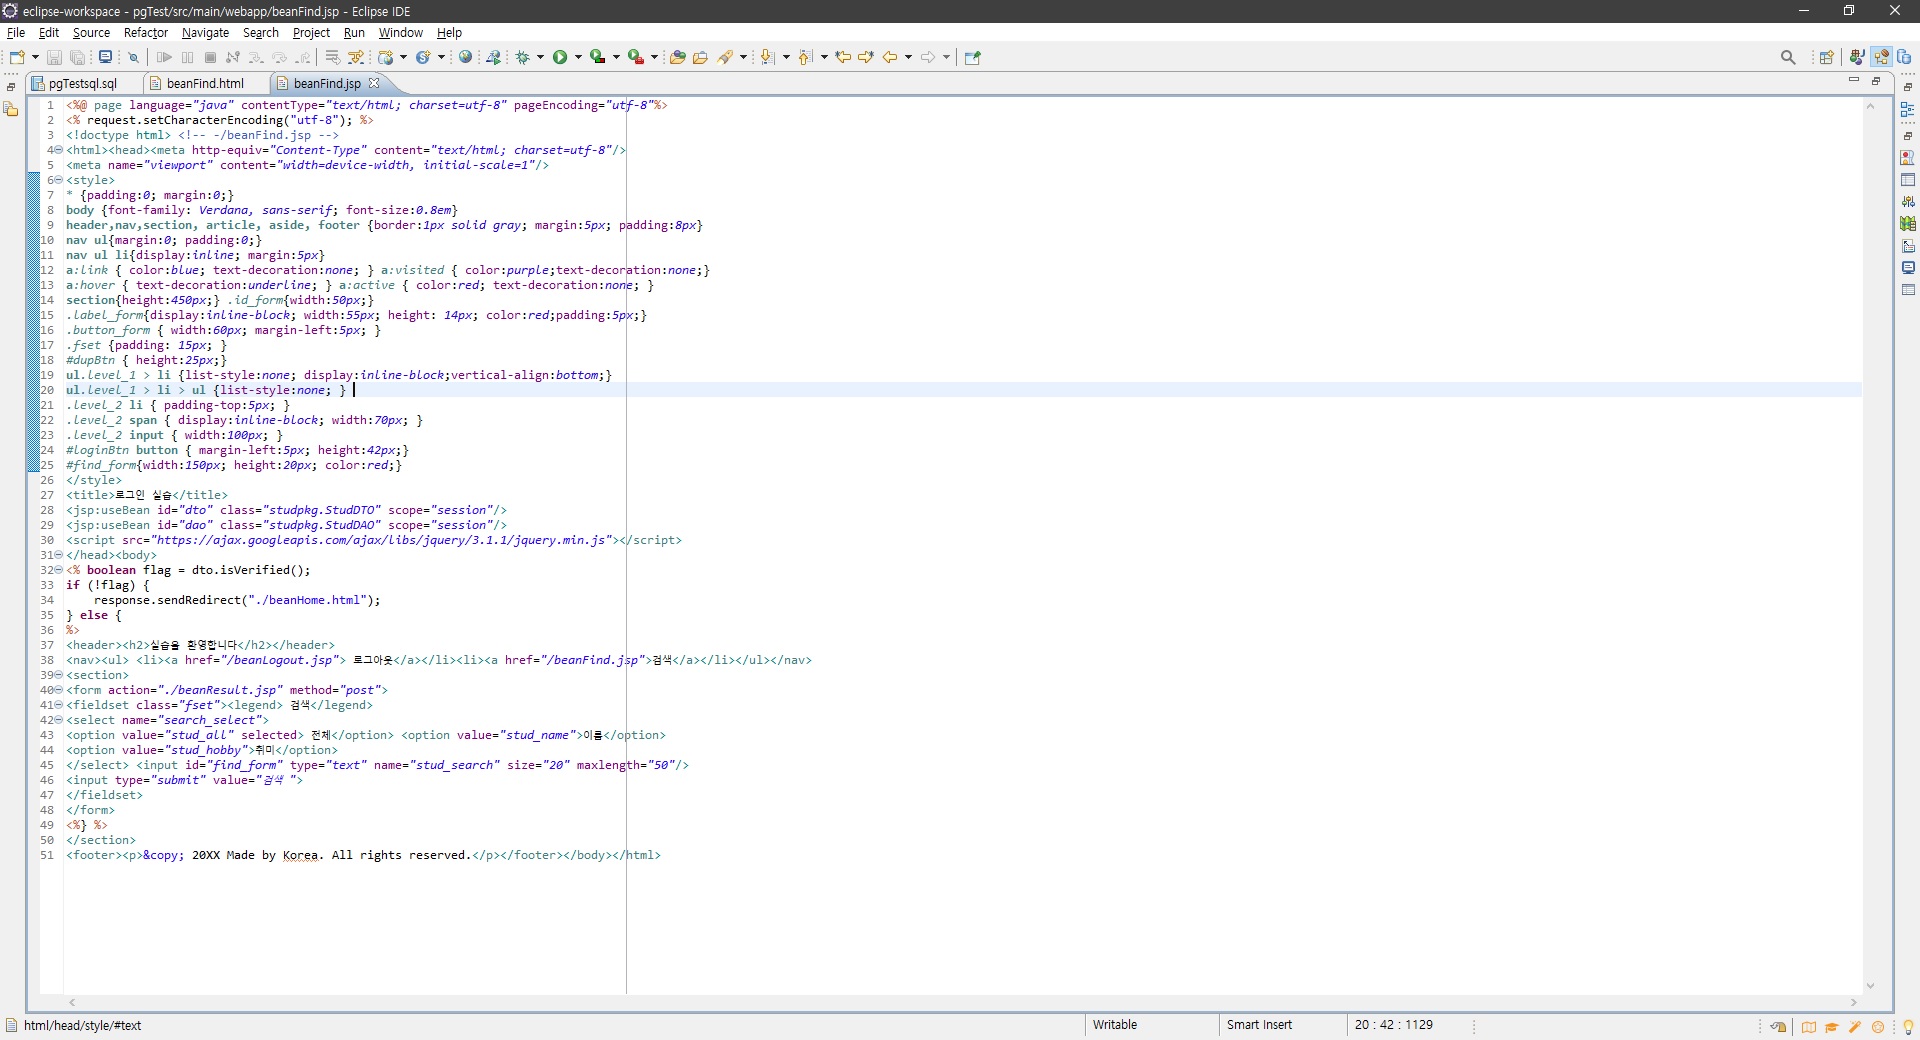 eclipse-workspace - pgTest/src/main/webapp/beanFind.jsp - Eclipse IDE
File Edit Source Refactor Navigate Search Project Run Window Help
pgTestsql.sql beanFind.html beanFind.jsp
1 <%@ page language="java" contentType="text/html; charset=utf-8" pageEncoding="utf-8"%>
2 <% request.setCharacterEncoding("utf-8"); %>
3 <!doctype html> <!-- ~/beanFind.jsp -->
4 <html><head><meta http-equiv="Content-Type" content="text/html; charset=utf-8"/>
5 <meta name="viewport" content="width=device-width, initial-scale=1"/>
6 <style>
7 * {padding:0; margin:0;}
8 body {font-family: Verdana, sans-serif; font-size:0.8em}
9 header,nav,section, article, aside, footer {border:1px solid gray; margin:5px; padding:8px}
10 nav ul{margin:0; padding:0;}
11 nav ul li{display:inline; margin:5px}
12 a:link { color:blue; text-decoration:none; } a:visited { color:purple;text-decoration:none;}
13 a:hover { text-decoration:underline; } a:active { color:red; text-decoration:none; }
14 section{height:450px;} .id_form{width:50px;}
15 .label_form{display:inline-block; width:55px; height: 14px; color:red;padding:5px;}
16 .button_form { width:60px; margin-left:5px; }
17 .fset {padding: 15px; }
18 #dupBtn { height:25px;}
19 ul.level_1 > li {list-style:none; display:inline-block;vertical-align:bottom;}
20 ul.level_1 > li > ul {list-style:none; }
21 .level_2 li { padding-top:5px; }
22 .level_2 span { display:inline-block; width:70px; }
23 .level_2 input { width:100px; }
24 #loginBtn button { margin-left:5px; height:42px;}
25 #find_form{width:150px; height:20px; color:red;}
26 </style>
27 <title>로그인 실습</title>
28 <jsp:useBean id="dto" class="studpkg.StudDTO" scope="session"/>
29 <jsp:useBean id="dao" class="studpkg.StudDAO" scope="session"/>
30 <script src="https://ajax.googleapis.com/ajax/libs/jquery/3.1.1/jquery.min.js"></script>
31 </head><body>
32 <% boolean flag = dto.isVerified();
33 if (!flag) {
34 response.sendRedirect("./beanHome.html");
35 } else {
36 %>
37 <header><h2>실습을 환영합니다</h2></header>
38 <nav><ul> <li><a href="/beanLogout.jsp"> 로그아웃</a></li><li><a href="/beanFind.jsp">검색</a></li></ul></nav>
39 <section>
40 <form action="./beanResult.jsp" method="post">
41 <fieldset class="fset"><legend> 검색</legend>
42 <select name="search_select">
43 <option value="stud_all" selected> 전체</option> <option value="stud_name">이름</option>
44 <option value="stud_hobby">취미</option>
45 </select> <input id="find_form" type="text" name="stud_search" size="20" maxlength="50"/>
46 <input type="submit" value="검색 ">
47 </fieldset>
48 </form>
49 <%} %>
50 </section>
51 <footer><p>&copy; 20XX Made by Korea. All rights reserved.</p></footer></body></html>
html/head/style/#text Writable Smart Insert 20 : 42 : 1129